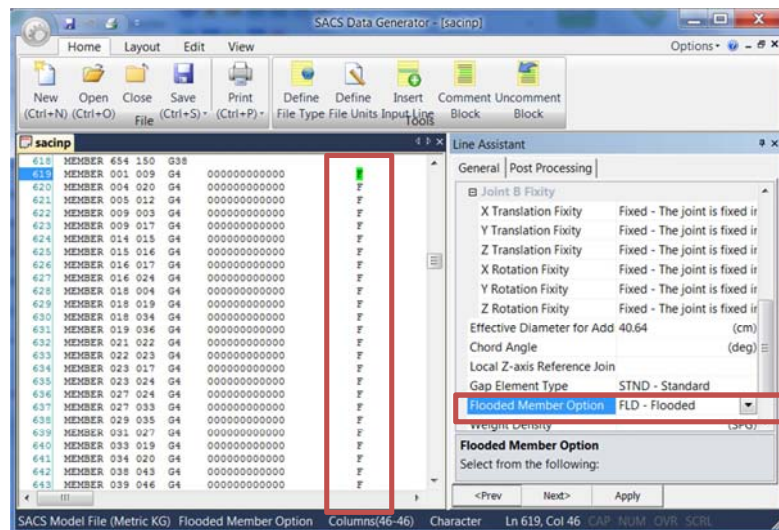 SACS Data Generator - [sacinp]
Home Layout Edit View Options
New (Ctrl+N) Open (Ctrl+O) Close Save (Ctrl+S) Print (Ctrl+P) Define File Type Define File Units Insert Input Line Comment Block Uncomment Block
File Tools
sacinp
618 MEMBER 654 150 G38
619 MEMBER 001 009 G4 000000000000 F
620 MEMBER 004 020 G4 000000000000 F
621 MEMBER 005 012 G4 000000000000 F
622 MEMBER 009 003 G4 000000000000 F
623 MEMBER 009 017 G4 000000000000 F
624 MEMBER 014 015 G4 000000000000 F
625 MEMBER 015 016 G4 000000000000 F
626 MEMBER 016 017 G4 000000000000 F
627 MEMBER 016 024 G4 000000000000 F
628 MEMBER 018 004 G4 000000000000 F
629 MEMBER 018 019 G4 000000000000 F
630 MEMBER 018 034 G4 000000000000 F
631 MEMBER 019 036 G4 000000000000 F
632 MEMBER 021 022 G4 000000000000 F
633 MEMBER 022 023 G4 000000000000 F
634 MEMBER 023 017 G4 000000000000 F
635 MEMBER 023 024 G4 000000000000 F
636 MEMBER 027 024 G4 000000000000 F
637 MEMBER 027 033 G4 000000000000 F
638 MEMBER 029 035 G4 000000000000 F
639 MEMBER 031 027 G4 000000000000 F
640 MEMBER 033 019 G4 000000000000 F
641 MEMBER 034 020 G4 000000000000 F
642 MEMBER 038 043 G4 000000000000 F
643 MEMBER 039 046 G4 000000000000 F
Line Assistant
General Post Processing
Joint B Fixity
X Translation Fixity Fixed - The joint is fixed ir
Y Translation Fixity Fixed - The joint is fixed ir
Z Translation Fixity Fixed - The joint is fixed ir
X Rotation Fixity Fixed - The joint is fixed ir
Y Rotation Fixity Fixed - The joint is fixed ir
Z Rotation Fixity Fixed - The joint is fixed ir
Effective Diameter for Add 40.64 (cm)
Chord Angle (deg)
Local Z-axis Reference Join
Gap Element Type STND - Standard
Flooded Member Option FLD - Flooded
Weight Density (SPG)
Flooded Member Option
Select from the following:
<Prev Next> Apply
SACS Model File (Metric KG) Flooded Member Option Columns(46-46) Character Ln 619, Col 46 CAP NUM OVR SCRL